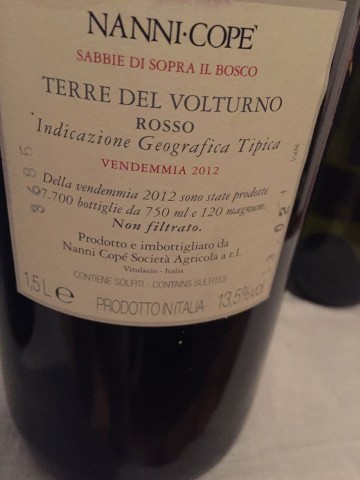 NANNI·COPE'
SABBIE DI SOPRA IL BOSCO
TERRE DEL VOLTURNO
ROSSO
Indicazione Geografica Tipica
VENDEMMIA 2012
Della vendemmia 2012 sono state prodotte
7.700 bottiglie da 750 ml e 120 magnum.
Non filtrato.
Prodotto e imbottigliato da
Nanni Copé Società Agricola a r.l.
Vitulazio - Italia
CONTIENE SOLFITI - CONTAINS SULFITES
1,5 L e PRODOTTO IN ITALIA 13,5% vol